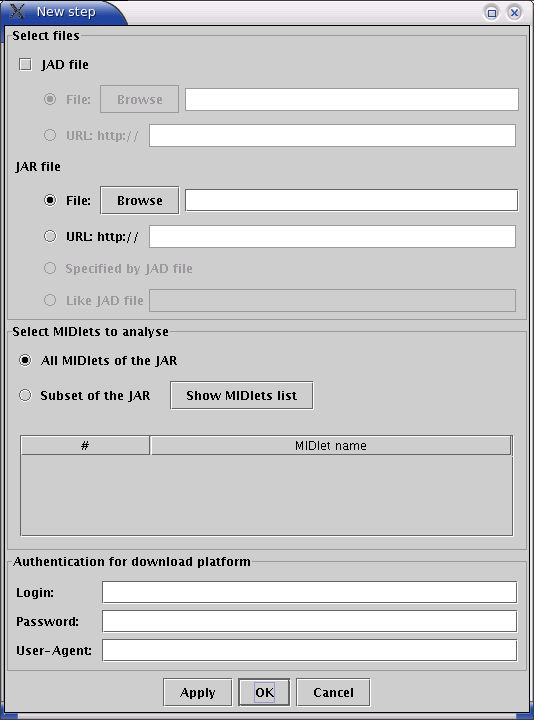 New step
Select files
JAD file
File: Browse
URL: http://
JAR file
File: Browse
URL: http://
Specified by JAD file
Like JAD file
Select MIDlets to analyse
All MIDlets of the JAR
Subset of the JAR Show MIDlets list
# MIDlet name
Authentication for download platform
Login:
Password:
User-Agent:
Apply OK Cancel